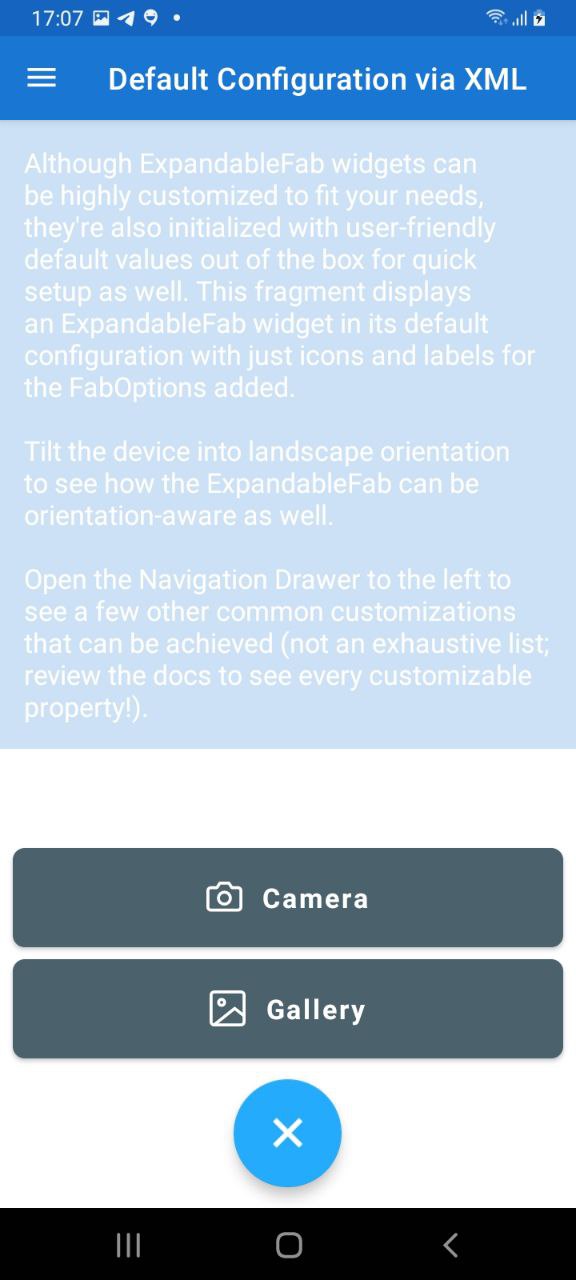 17:07
Default Configuration via XML
Although ExpandableFab widgets can
be highly customized to fit your needs,
they're also initialized with user-friendly
default values out of the box for quick
setup as well. This fragment displays
an ExpandableFab widget in its default
configuration with just icons and labels for
the FabOptions added.
Tilt the device into landscape orientation
to see how the ExpandableFab can be
orientation-aware as well.
Open the Navigation Drawer to the left to
see a few other common customizations
that can be achieved (not an exhaustive list;
review the docs to see every customizable
property!).
Camera
Gallery